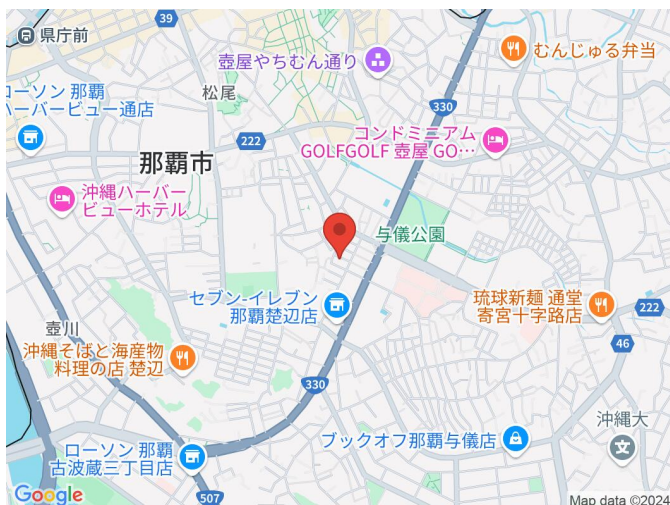 39
県庁前
壺屋やちむん通り
むんじゅる弁当
松尾
ローソン 那覇
ハーバービュー通店
330
コンドミニアム
GOLFGOLF 壺屋 GO…
222
那覇市
沖縄ハーバー
ビューホテル
与儀公園
セブン-イレブン
那覇楚辺店
琉球新麺 通堂
寄宮十字路店
222
壺川
沖縄そばと海産物
料理の店 楚辺
46
330
沖縄大
ブックオフ那覇与儀店
ローソン 那覇
古波蔵三丁目店
507
Google
Map data ©2024